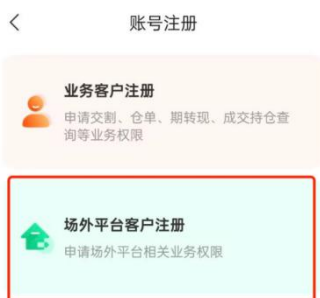 账号注册
业务客户注册
申请交割、仓单、期转现、成交持仓查
询等业务权限
场外平台客户注册
申请场外平台相关业务权限